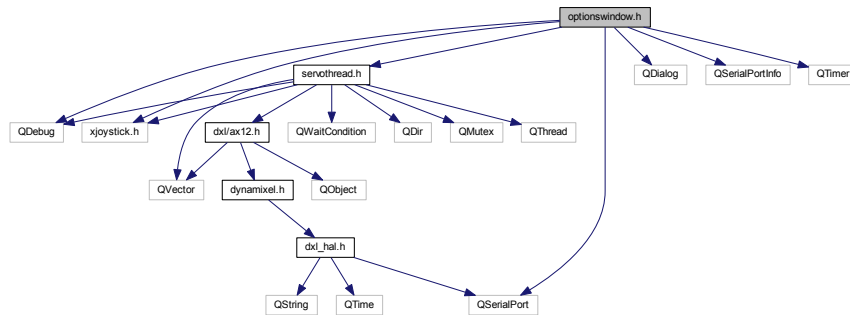 optionswindow.h
servothread.h
QDialog
QSerialPortInfo
QTimer
QDebug
xjoystick.h
dxl/ax12.h
QWaitCondition
QDir
QMutex
QThread
QVector
dynamixel.h
QObject
dxl_hal.h
QString
QTime
QSerialPort